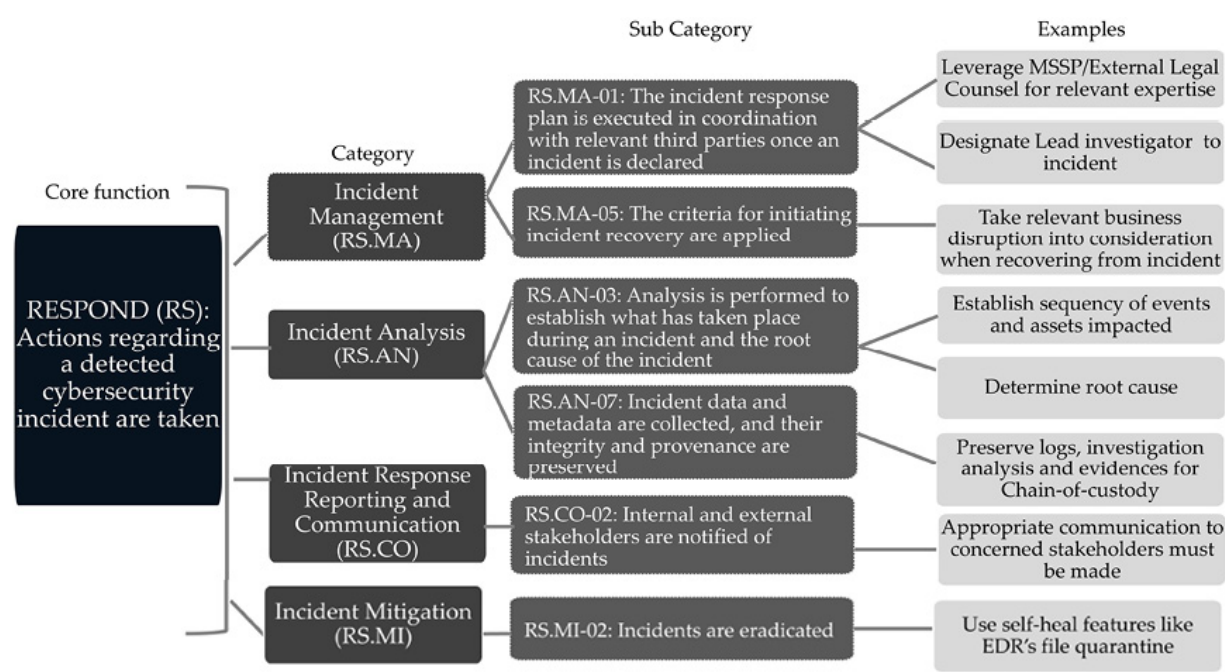 Sub Category
Examples
Category
Core function
RESPOND (RS):
Actions regarding
a detected
cybersecurity
incident are taken
Incident
Management
(RS.MA)
RS.MA-01: The incident response
plan is executed in coordination
with relevant third parties once an
incident is declared
Leverage MSSP/External Legal
Counsel for relevant expertise
Designate Lead investigator to
incident
RS.MA-05: The criteria for initiating
incident recovery are applied
Take relevant business
disruption into consideration
when recovering from incident
Incident Analysis
(RS.AN)
RS.AN-03: Analysis is performed to
establish what has taken place
during an incident and the root
cause of the incident
Establish sequency of events
and assets impacted
Determine root cause
RS.AN-07: Incident data and
metadata are collected, and their
integrity and provenance are
preserved
Preserve logs, investigation
analysis and evidences for
Chain-of-custody
Incident Response
Reporting and
Communication
(RS.CO)
RS.CO-02: Internal and external
stakeholders are notified of
incidents
Appropriate communication to
concerned stakeholders must
be made
Incident Mitigation
(RS.MI)
RS.MI-02: Incidents are eradicated
Use self-heal features like
EDR's file quarantine